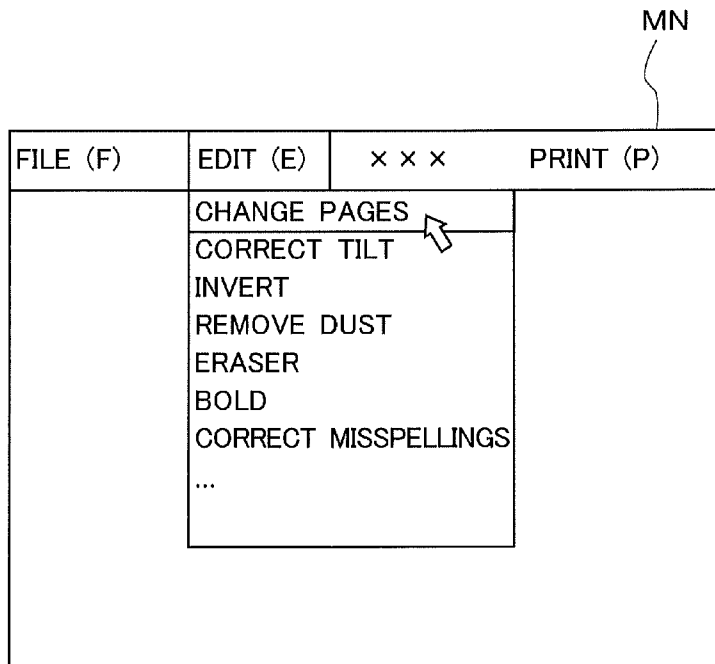 MN
FILE (F) EDIT (E) × × × PRINT (P)
CHANGE PAGES
CORRECT TILT
INVERT
REMOVE DUST
ERASER
BOLD
CORRECT MISSPELLINGS
...